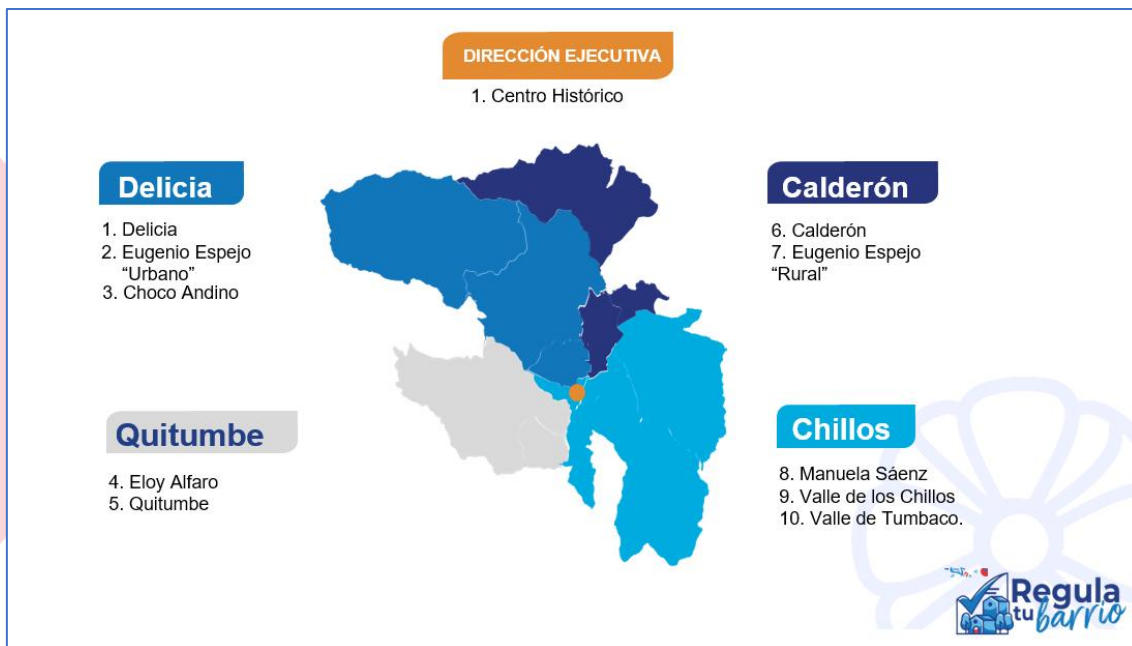 DIRECCIÓN EJECUTIVA
1. Centro Histórico
Delicia
1. Delicia
2. Eugenio Espejo
“Urbano”
3. Choco Andino
Calderón
6. Calderón
7. Eugenio Espejo
“Rural”
Quitumbe
4. Eloy Alfaro
5. Quitumbe
Chillos
8. Manuela Sáenz
9. Valle de los Chillos
10. Valle de Tumbaco.
Regula
tu barrio